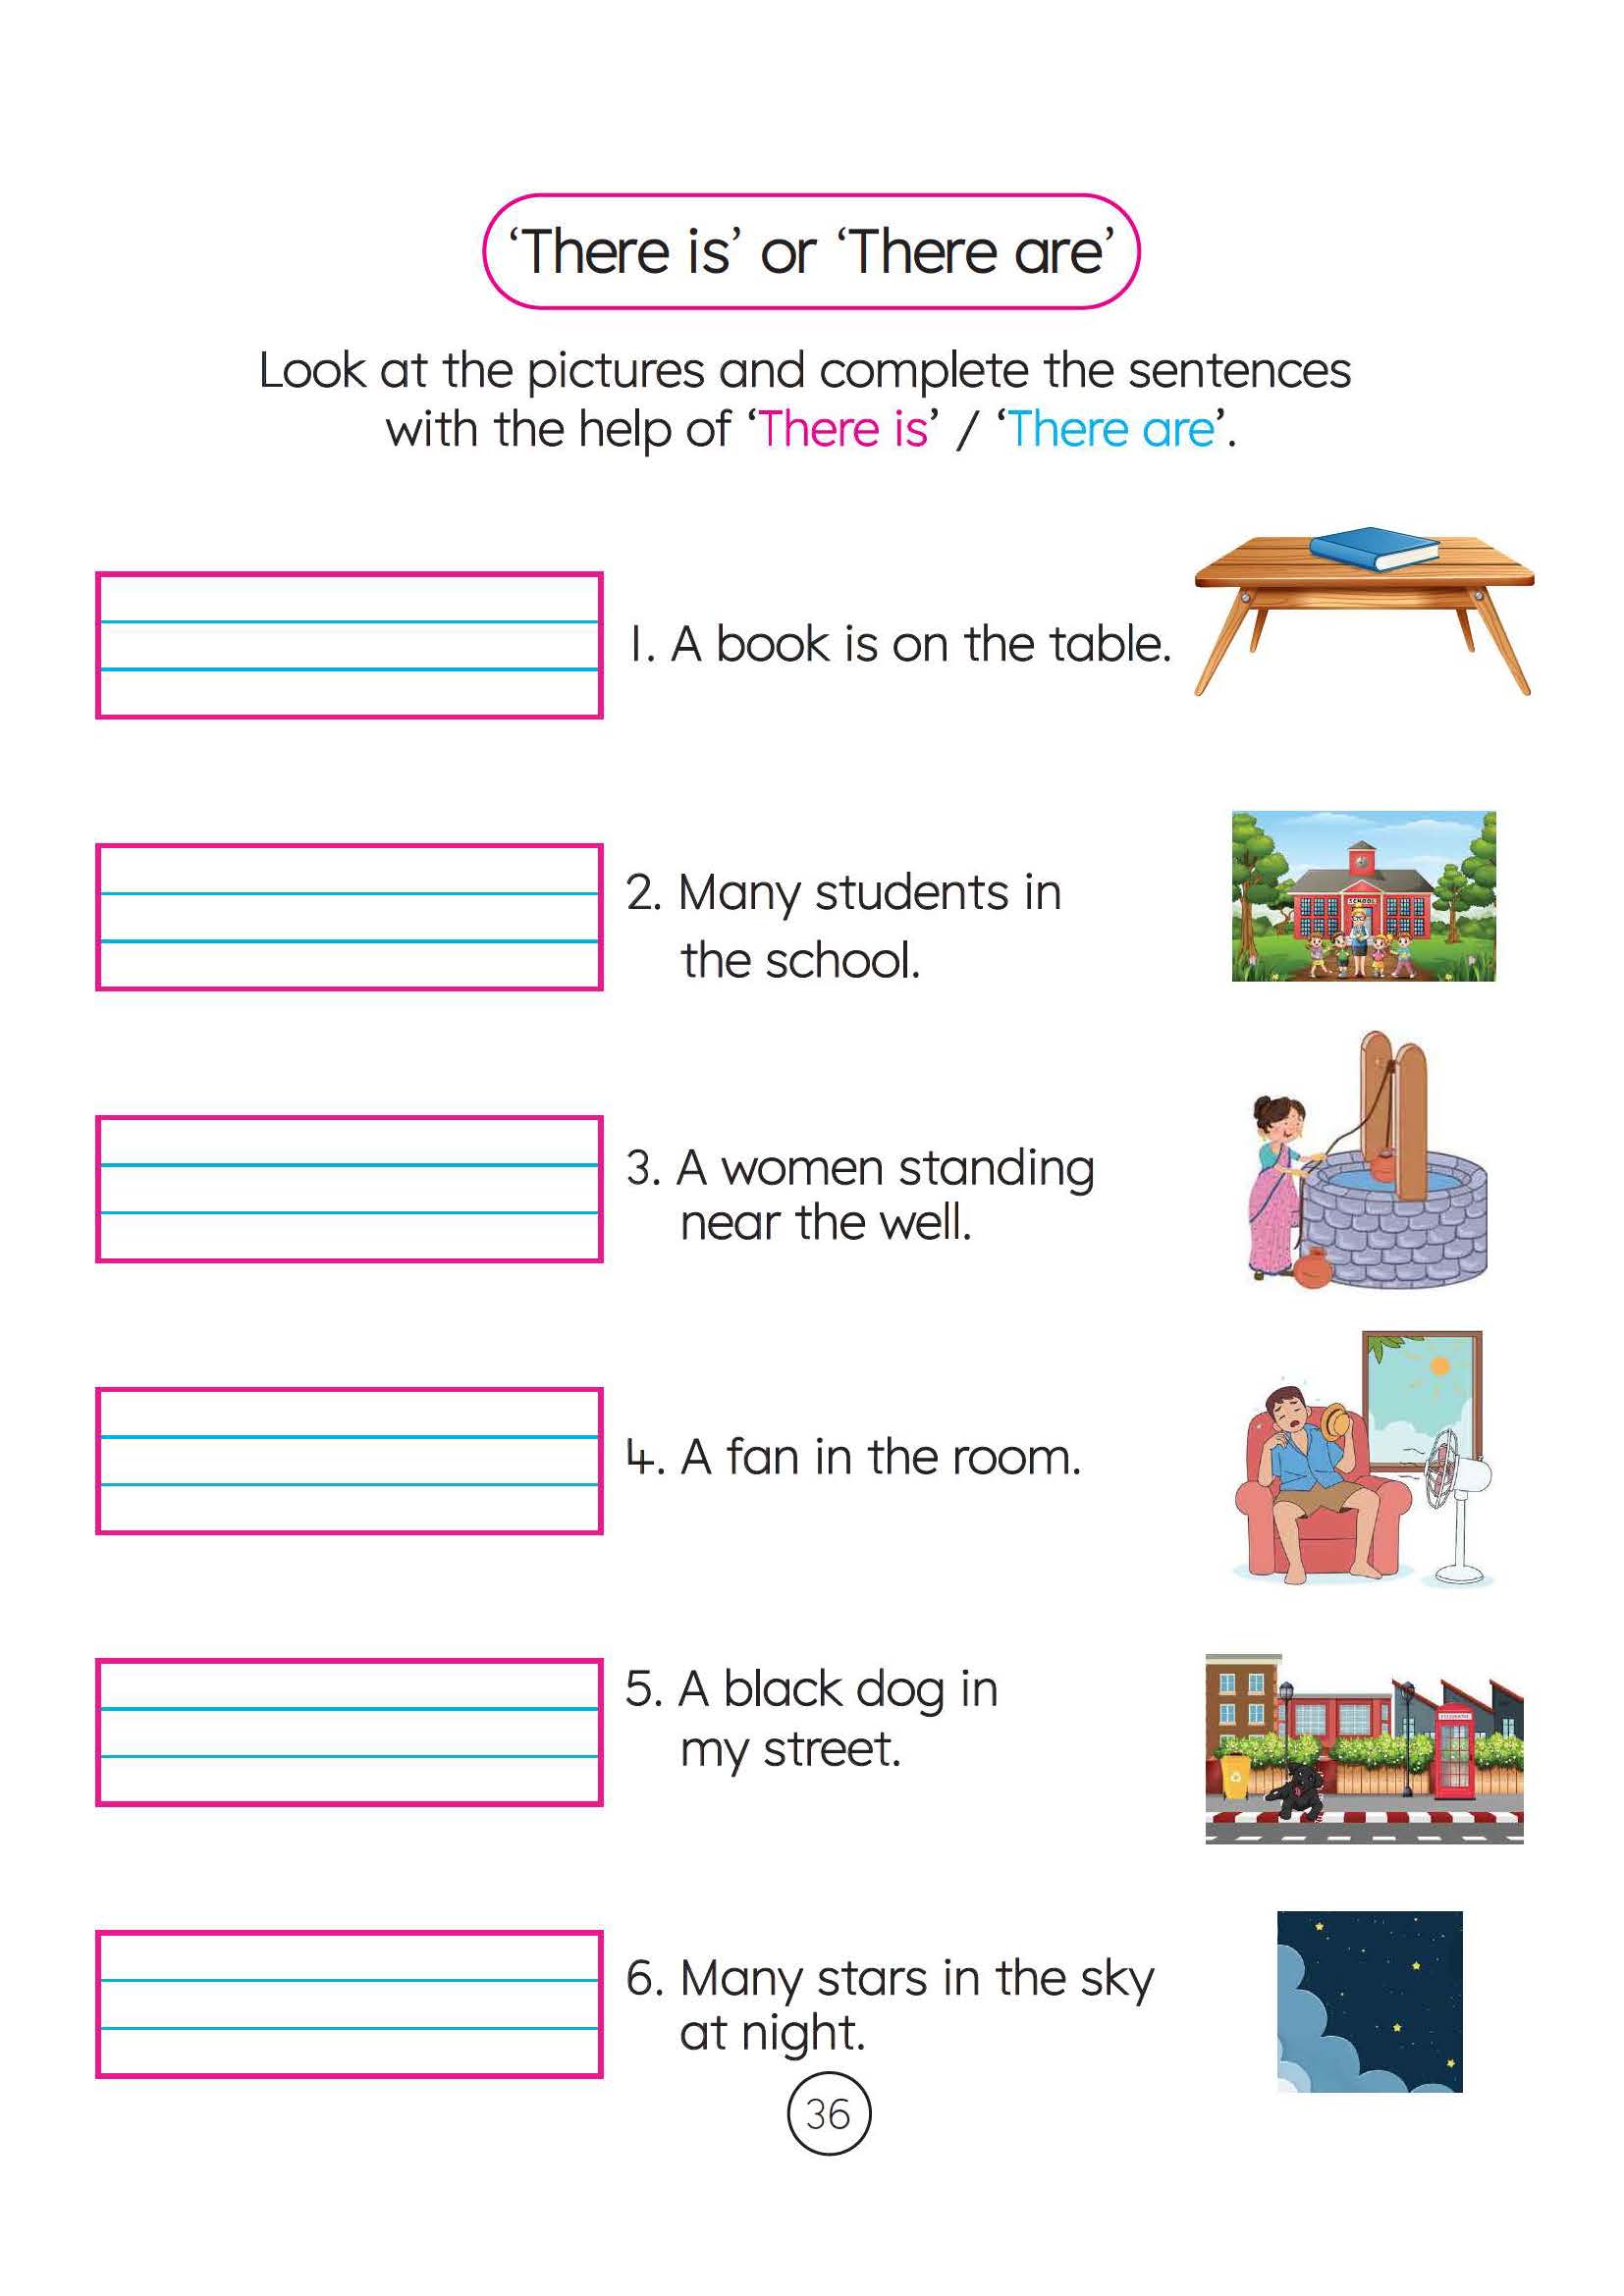 ‘There is’ or ‘There are’
Look at the pictures and complete the sentences
with the help of ‘There is’ / ‘There are’.
1. A book is on the table.
2. Many students in
the school.
SCHOOL
3. A women standing
near the well.
4. A fan in the room.
5. A black dog in
my street.
TELEPHONE
6. Many stars in the sky
at night.
36